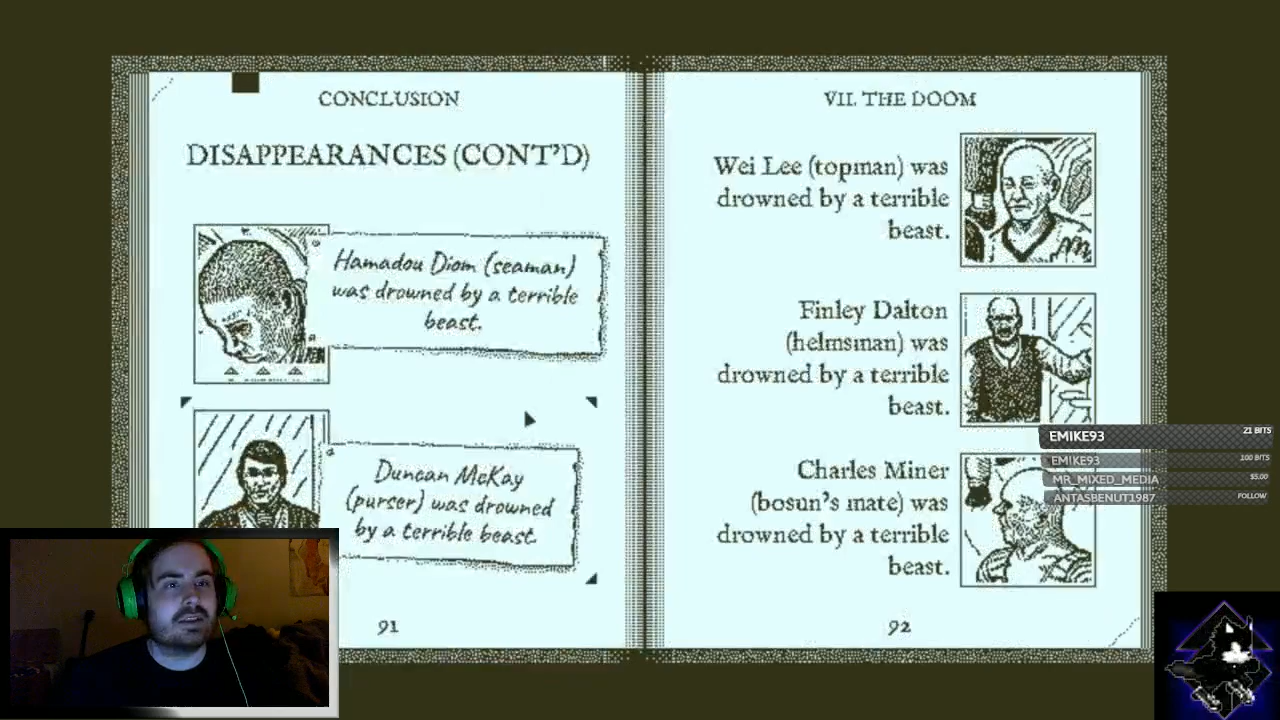 CONCLUSION
DISAPPEARANCES (CONT'D)
Hamadou Diom (seaman)
was drowned by a terrible
beast.
Duncan McKay
(purser) was drowned
by a terrible beast.
91
VII. THE DOOM
Wei Lee (topman) was
drowned by a terrible
beast.
Finley Dalton
(helmsman) was
drowned by a terrible
beast.
Charles Miner
(bosun's mate) was
drowned by a terrible
beast.
92
EMIKE93 21 BITS
EMIKE93 100 BITS
MR_MIXED_MEDIA $5.00
ANTASBENUT1987 FOLLOW